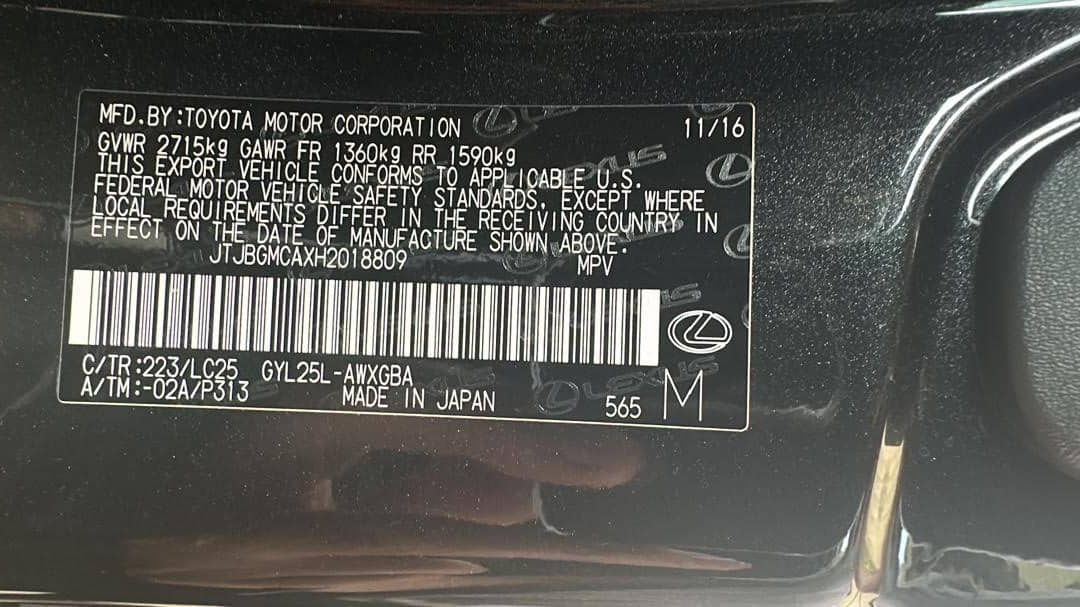 MFD.BY:TOYOTA MOTOR CORPORATION 11/16
GVWR 2715kg GAWR FR 1360kg RR 1590kg
THIS EXPORT VEHICLE CONFORMS TO APPLICABLE U.S.
FEDERAL MOTOR VEHICLE SAFETY STANDARDS, EXCEPT WHERE
LOCAL REQUIREMENTS DIFFER IN THE RECEIVING COUNTRY IN
EFFECT ON THE DATE OF MANUFACTURE SHOWN ABOVE.
JTJBGMCAXH2018809 MPV
C/TR:223/LC25 GYL25L-AWXGBA
A/TM:-02A/P313 MADE IN JAPAN 565 M
LEXUS